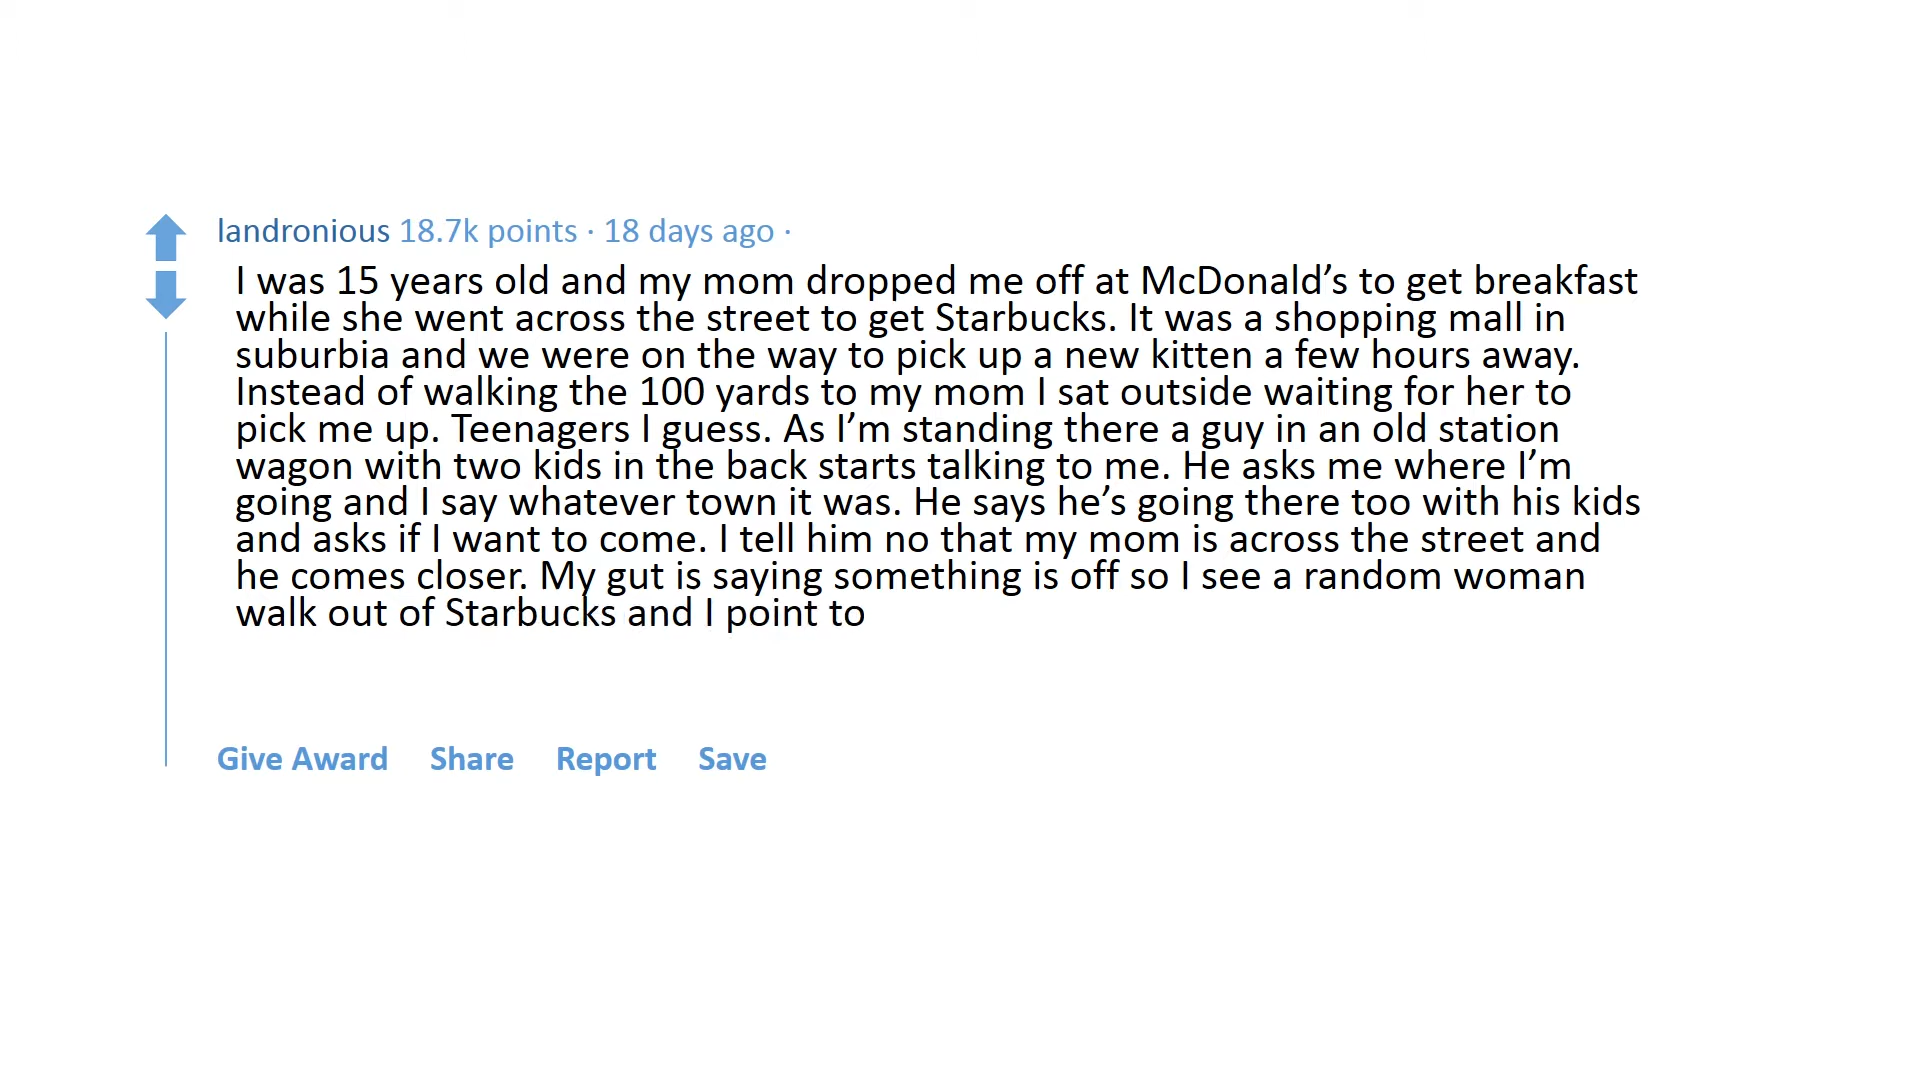 landronious 18.7k points · 18 days ago ·
I was 15 years old and my mom dropped me off at McDonald’s to get breakfast
while she went across the street to get Starbucks. It was a shopping mall in
suburbia and we were on the way to pick up a new kitten a few hours away.
Instead of walking the 100 yards to my mom I sat outside waiting for her to
pick me up. Teenagers I guess. As I’m standing there a guy in an old station
wagon with two kids in the back starts talking to me. He asks me where I’m
going and I say whatever town it was. He says he’s going there too with his kids
and asks if I want to come. I tell him no that my mom is across the street and
he comes closer. My gut is saying something is off so I see a random woman
walk out of Starbucks and I point to
Give Award Share Report Save